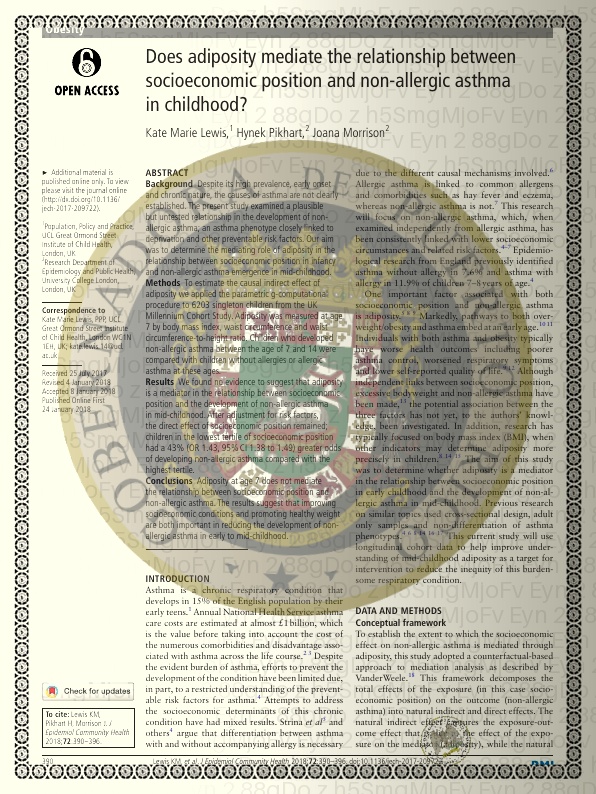 Obesity
OPEN ACCESS
Does adiposity mediate the relationship between
socioeconomic position and non-allergic asthma
in childhood?
Kate Marie Lewis,1 Hynek Pikhart,2 Joana Morrison2
► Additional material is
published online only. To view
please visit the journal online
(http://dx.doi.org/10.1136/
jech-2017-209722).
1Population, Policy and Practice,
UCL Great Ormond Street
Institute of Child Health,
London, UK
2Research Department of
Epidemiology and Public Health,
University College London,
London, UK
Correspondence to
Kate Marie Lewis, PPP, UCL
Great Ormond Street Institute
of Child Health, London WC1N
1EH, UK; kate.lewis.14@ucl.
ac.uk
Received 25 July 2017
Revised 4 January 2018
Accepted 8 January 2018
Published Online First
24 January 2018
Check for updates
To cite: Lewis KM,
Pikhart H, Morrison J. J
Epidemiol Community Health
2018;72:390–396.
ABSTRACT
Background Despite its high prevalence, early onset
and chronic nature, the causes of asthma are not clearly
established. The present study examined a plausible
but untested relationship in the development of non-
allergic asthma, an asthma phenotype closely linked to
deprivation and other preventable risk factors. Our aim
was to determine the mediating role of adiposity in the
relationship between socioeconomic position in infancy
and non-allergic asthma emergence in mid-childhood.
Methods To estimate the causal indirect effect of
adiposity we applied the parametric g-computational
procedure to 6203 singleton children from the UK
Millennium Cohort Study. Adiposity was measured at age
7 by body mass index, waist circumference and waist
circumference-to-height ratio. Children who developed
non-allergic asthma between the age of 7 and 14 were
compared with children without allergies or allergic
asthma at these ages.
Results We found no evidence to suggest that adiposity
is a mediator in the relationship between socioeconomic
position and the development of non-allergic asthma
in mid-childhood. After adjustment for risk factors,
the direct effect of socioeconomic position remained;
children in the lowest tertile of socioeconomic position
had a 43% (OR 1.43, 95% CI 1.38 to 1.49) greater odds
of developing non-allergic asthma compared with the
highest tertile.
Conclusions Adiposity at age 7 does not mediate
the relationship between socioeconomic position and
non-allergic asthma. The results suggest that improving
socioeconomic conditions and promoting healthy weight
are both important in reducing the development of non-
allergic asthma in early to mid-childhood.
INTRODUCTION
Asthma is a chronic respiratory condition that
develops in 15% of the English population by their
early teens.1 Annual National Health Service asthma
care costs are estimated at almost £1 billion, which
is the value before taking into account the cost of
the numerous comorbidities and disadvantage asso-
ciated with asthma across the life course.2 3 Despite
the evident burden of asthma, efforts to prevent the
development of the condition have been limited due,
in part, to a restricted understanding of the prevent-
able risk factors for asthma.4 Attempts to address
the socioeconomic determinants of this chronic
condition have had mixed results. Strina et al5 and
others4 argue that differentiation between asthma
with and without accompanying allergy is necessary
due to the different causal mechanisms involved.6
Allergic asthma is linked to common allergens
and comorbidities such as hay fever and eczema,
whereas non-allergic asthma is not.7 This research
will focus on non-allergic asthma, which, when
examined independently from allergic asthma, has
been consistently linked with lower socioeconomic
circumstances and related risk factors. Epidemio-
logical research from England previously identified
asthma without allergy in 7.6% and asthma with
allergy in 11.9% of children 7–8 years of age.
An important factor associated with both
socioeconomic position and non-allergic asthma
is adiposity. Markedly, pathways to both over-
weight/obesity and asthma embed at an early age.10 11
Individuals with both asthma and obesity typically
have worse health outcomes including poorer
asthma control, worsened respiratory symptoms
and lower self-reported quality of life. Although
independent links between socioeconomic position,
excess body weight and non-allergic asthma have
been made, the potential association between the
three factors has not yet, to the authors' knowl-
edge, been investigated. In addition, research has
typically focused on body mass index (BMI), when
other indicators may determine adiposity more
precisely in children. The aim of this study
was to determine whether adiposity is a mediator
in the relationship between socioeconomic position
in early childhood and the development of non-al-
lergic asthma in mid-childhood. Previous research
on similar topics used cross-sectional design, adult
only samples and non-differentiation of asthma
phenotypes. This current study will use
longitudinal cohort data to help improve under-
standing of mid-childhood adiposity as a target for
intervention to reduce the inequity of this burden-
some respiratory condition.
DATA AND METHODS
Conceptual framework
To establish the extent to which the socioeconomic
effect on non-allergic asthma is mediated through
adiposity, this study adopted a counterfactual-based
approach to mediation analysis as described by
VanderWeele.18 This framework decomposes the
total effects of the exposure (in this case socio-
economic position) on the outcome (non-allergic
asthma) into natural indirect and direct effects. The
natural indirect effect captures the exposure-out-
come effect that the effect of the expo-
sure on the mediator (adiposity), while the natural
390
Lewis KM, et al. J Epidemiol Community Health 2018;72:390–396. doi:10.1136/jech-2017-209722